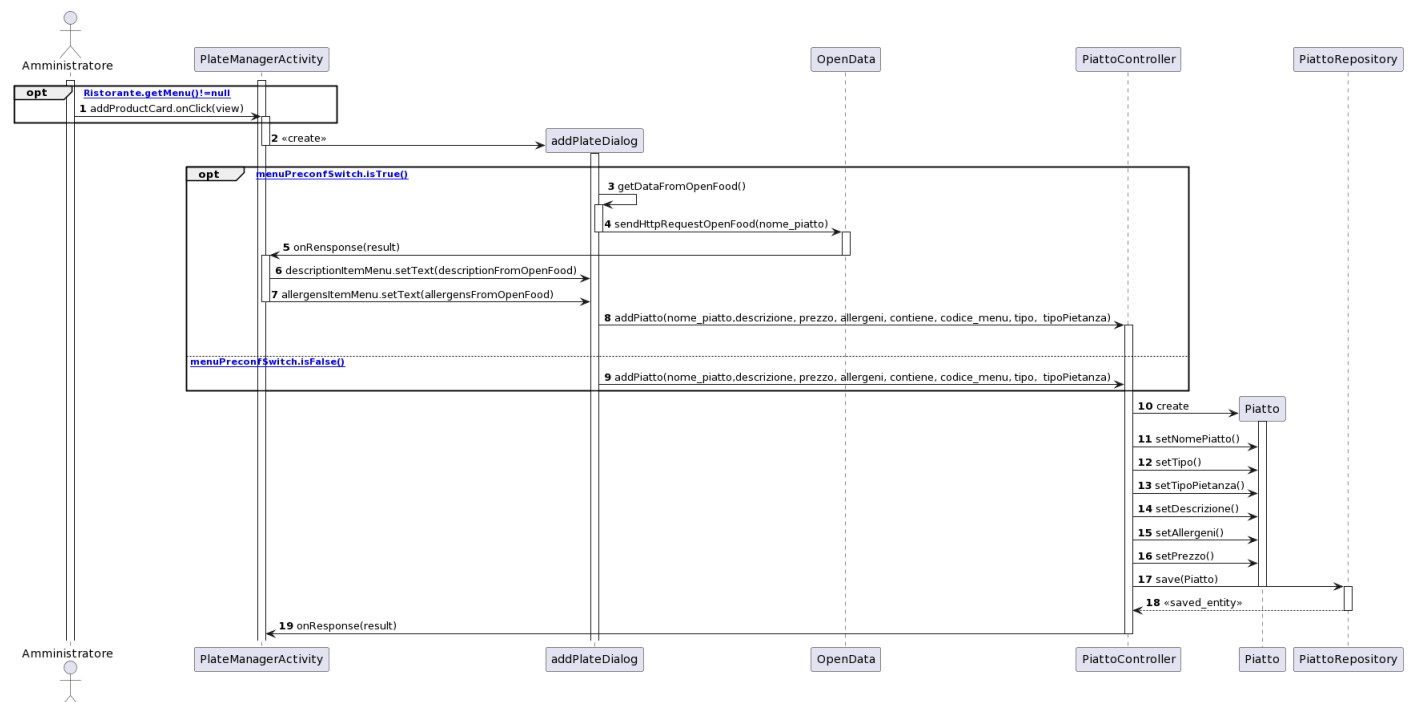 Amministratore
PlateManagerActivity
OpenData
PiattoController
PiattoRepository
opt Ristorante.getMenu()!=null
1 addProductCard.onClick(view)
2 «create»
addPlateDialog
opt menuPreconfSwitch.isTrue()
3 getDataFromOpenFood()
4 sendHttpRequestOpenFood(nome_piatto)
5 onRensponse(result)
6 descriptionItemMenu.setText(descriptionFromOpenFood)
7 allergensItemMenu.setText(allergensFromOpenFood)
8 addPiatto(nome_piatto,descrizione, prezzo, allergeni, contiene, codice_menu, tipo, tipoPietanza)
menuPreconfSwitch.isFalse()
9 addPiatto(nome_piatto,descrizione, prezzo, allergeni, contiene, codice_menu, tipo, tipoPietanza)
10 create
Piatto
11 setNomePiatto()
12 setTipo()
13 setTipoPietanza()
14 setDescrizione()
15 setAllergeni()
16 setPrezzo()
17 save(Piatto)
18 «saved_entity»
19 onResponse(result)
Amministratore
PlateManagerActivity
addPlateDialog
OpenData
PiattoController
Piatto
PiattoRepository